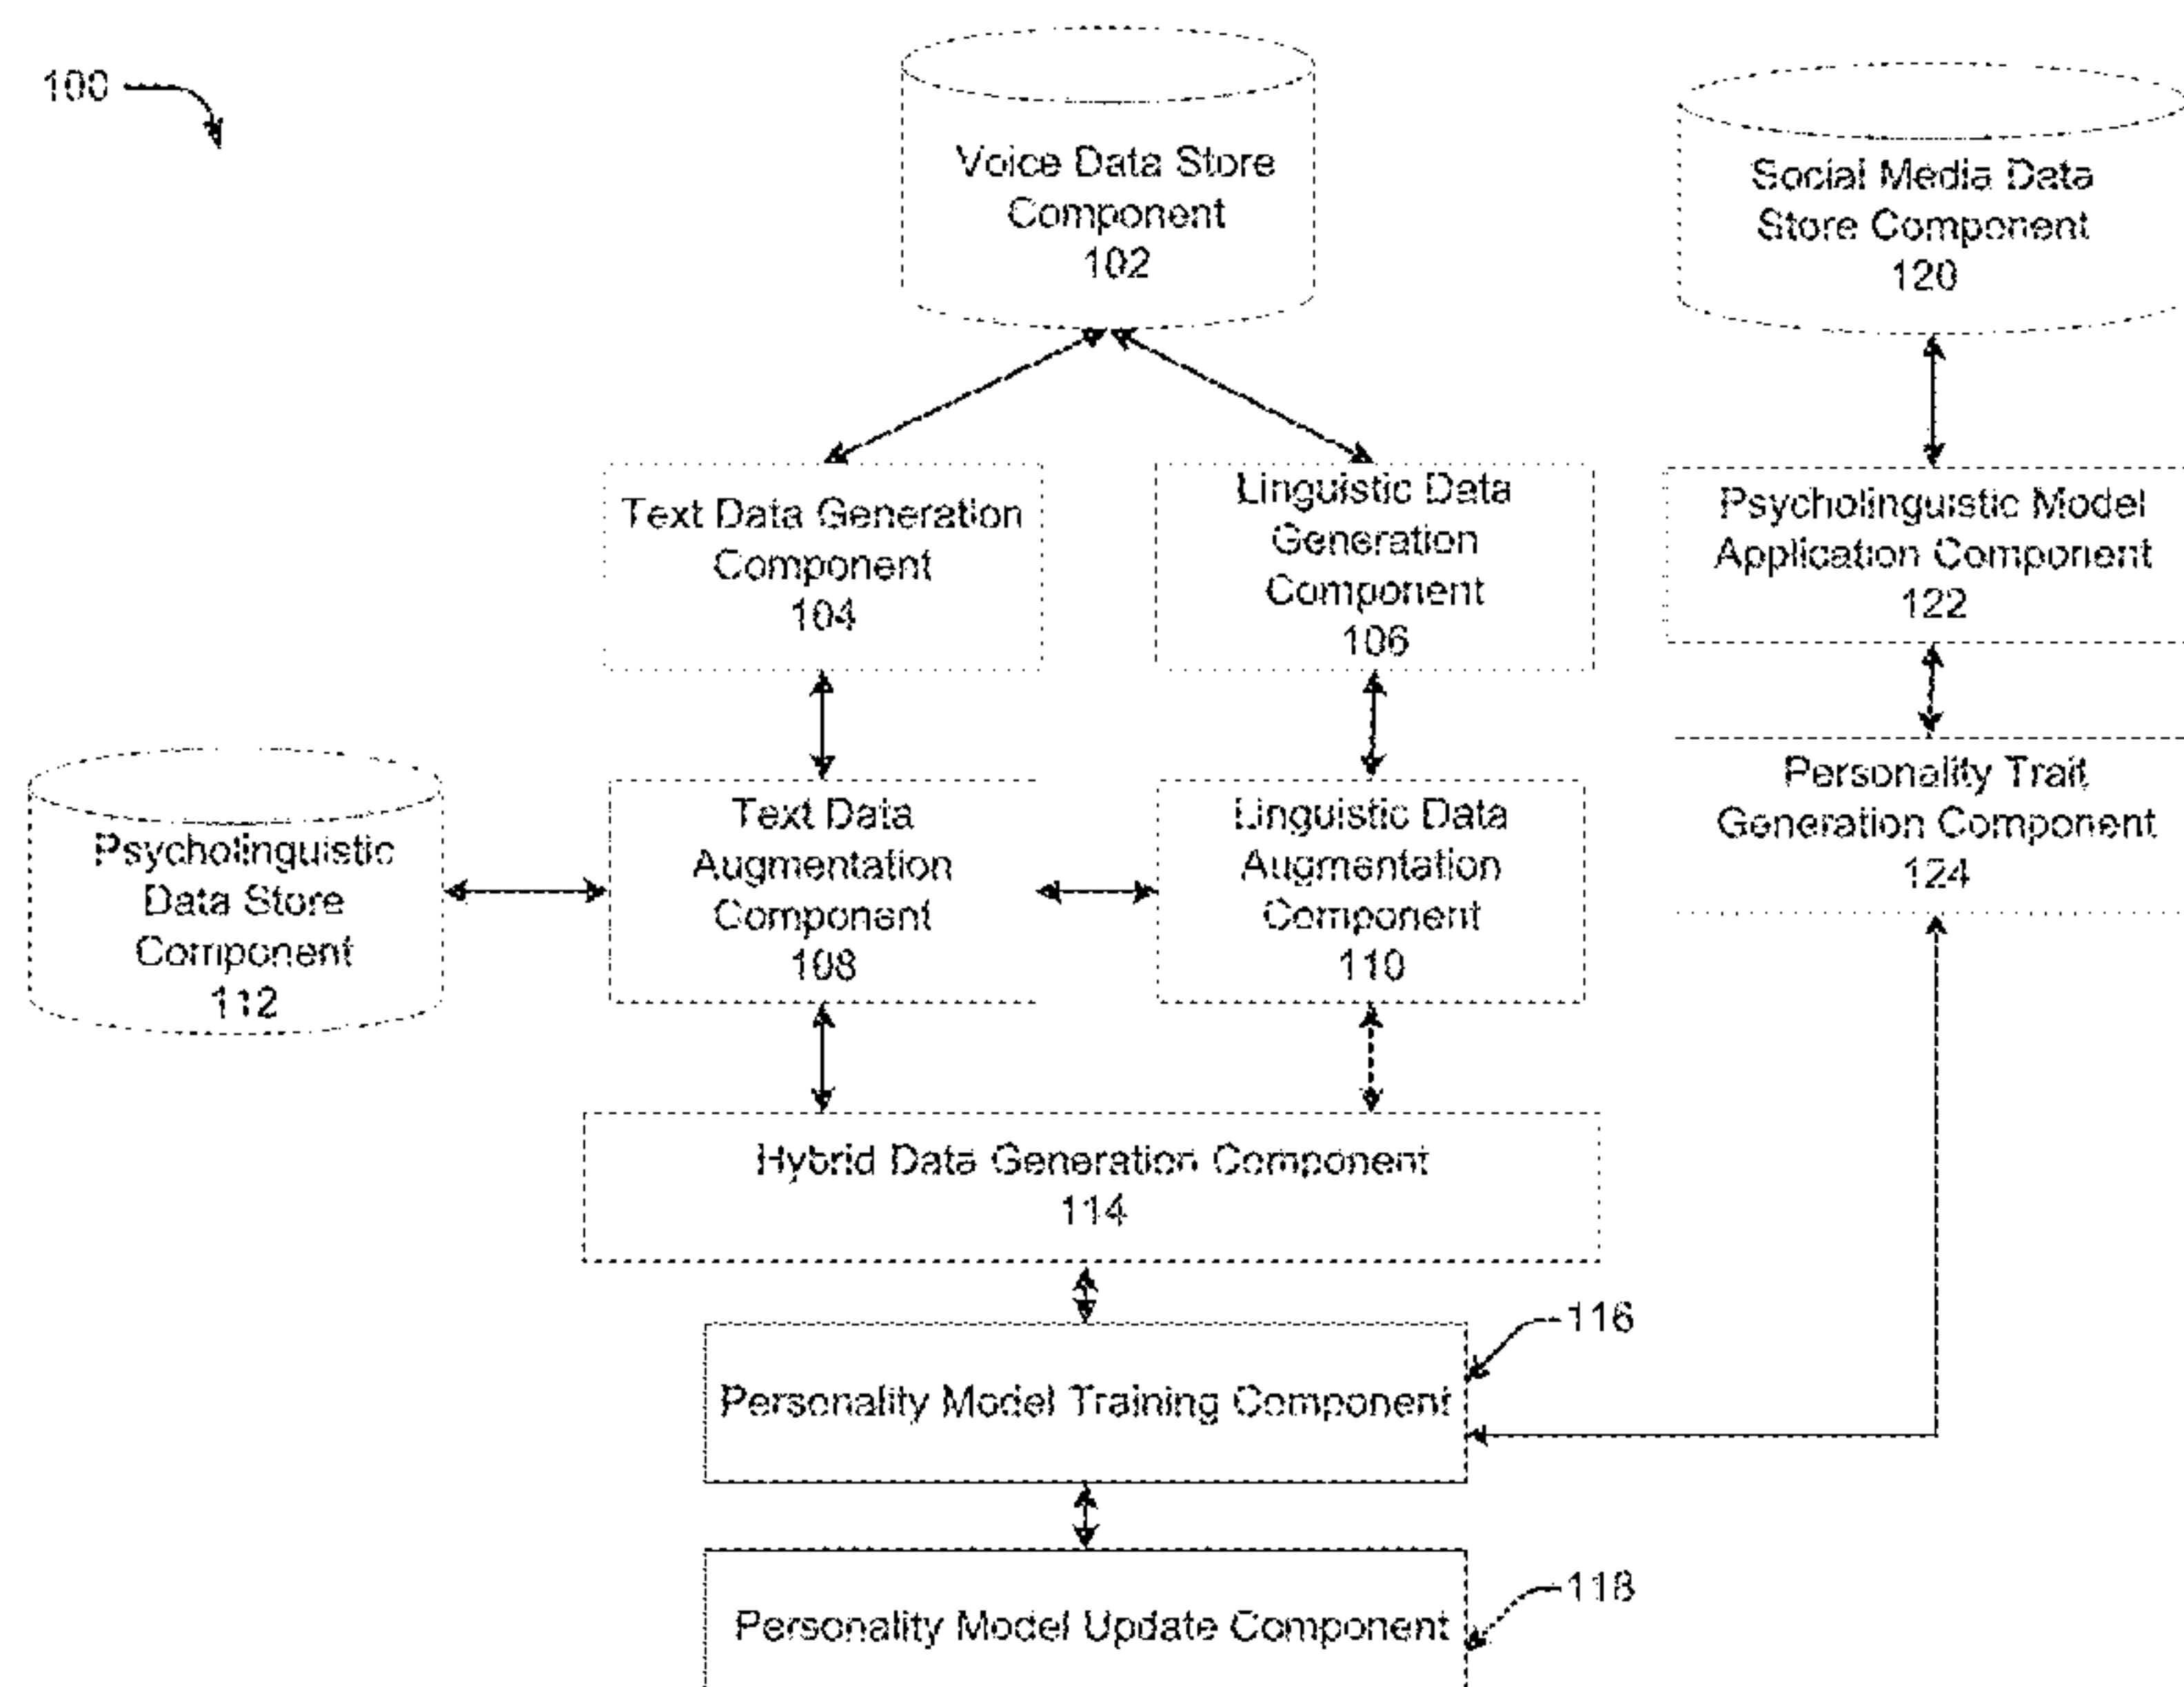 100
Voice Data Store
Component
102
Social Media Data
Store Component
120
Text Data Generation
Component
104
Linguistic Data
Generation
Component
106
Psycholinguistic Model
Application Component
122
Psycholinguistic
Data Store
Component
112
Text Data
Augmentation
Component
108
Linguistic Data
Augmentation
Component
110
Personality Trait
Generation Component
124
Hybrid Data Generation Component
114
116
Personality Model Training Component
118
Personality Model Update Component